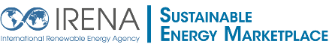 IRENA
International Renewable Energy Agency
SUSTAINABLE
ENERGY MARKETPLACE